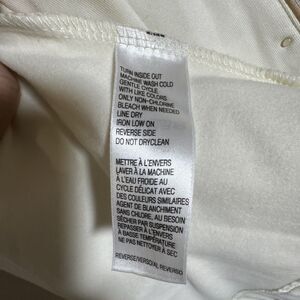 TURN INSIDE OUT
MACHINE WASH COLD
GENTLE CYCLE
WITH LIKE COLORS
ONLY NON-CHLORINE
BLEACH WHEN NEEDED
LINE DRY
IRON LOW ON
REVERSE SIDE
DO NOT DRYCLEAN
METTRE À L'ENVERS
LAVER À LA MACHINE
À L'EAU FROIDE AU
CYCLE DÉLICAT AVEC
DES COULEURS SIMILAIRES
AGENT DE BLANCHIMENT
SANS CHLORE, AU BESOIN
SÉCHER PAR SUSPENSION
REPASSER À L'ENVERS
À BASSE TEMPÉRATURE
NE PAS NETTOYER À SEC
REVERSE/VERSO/AL REVERSO